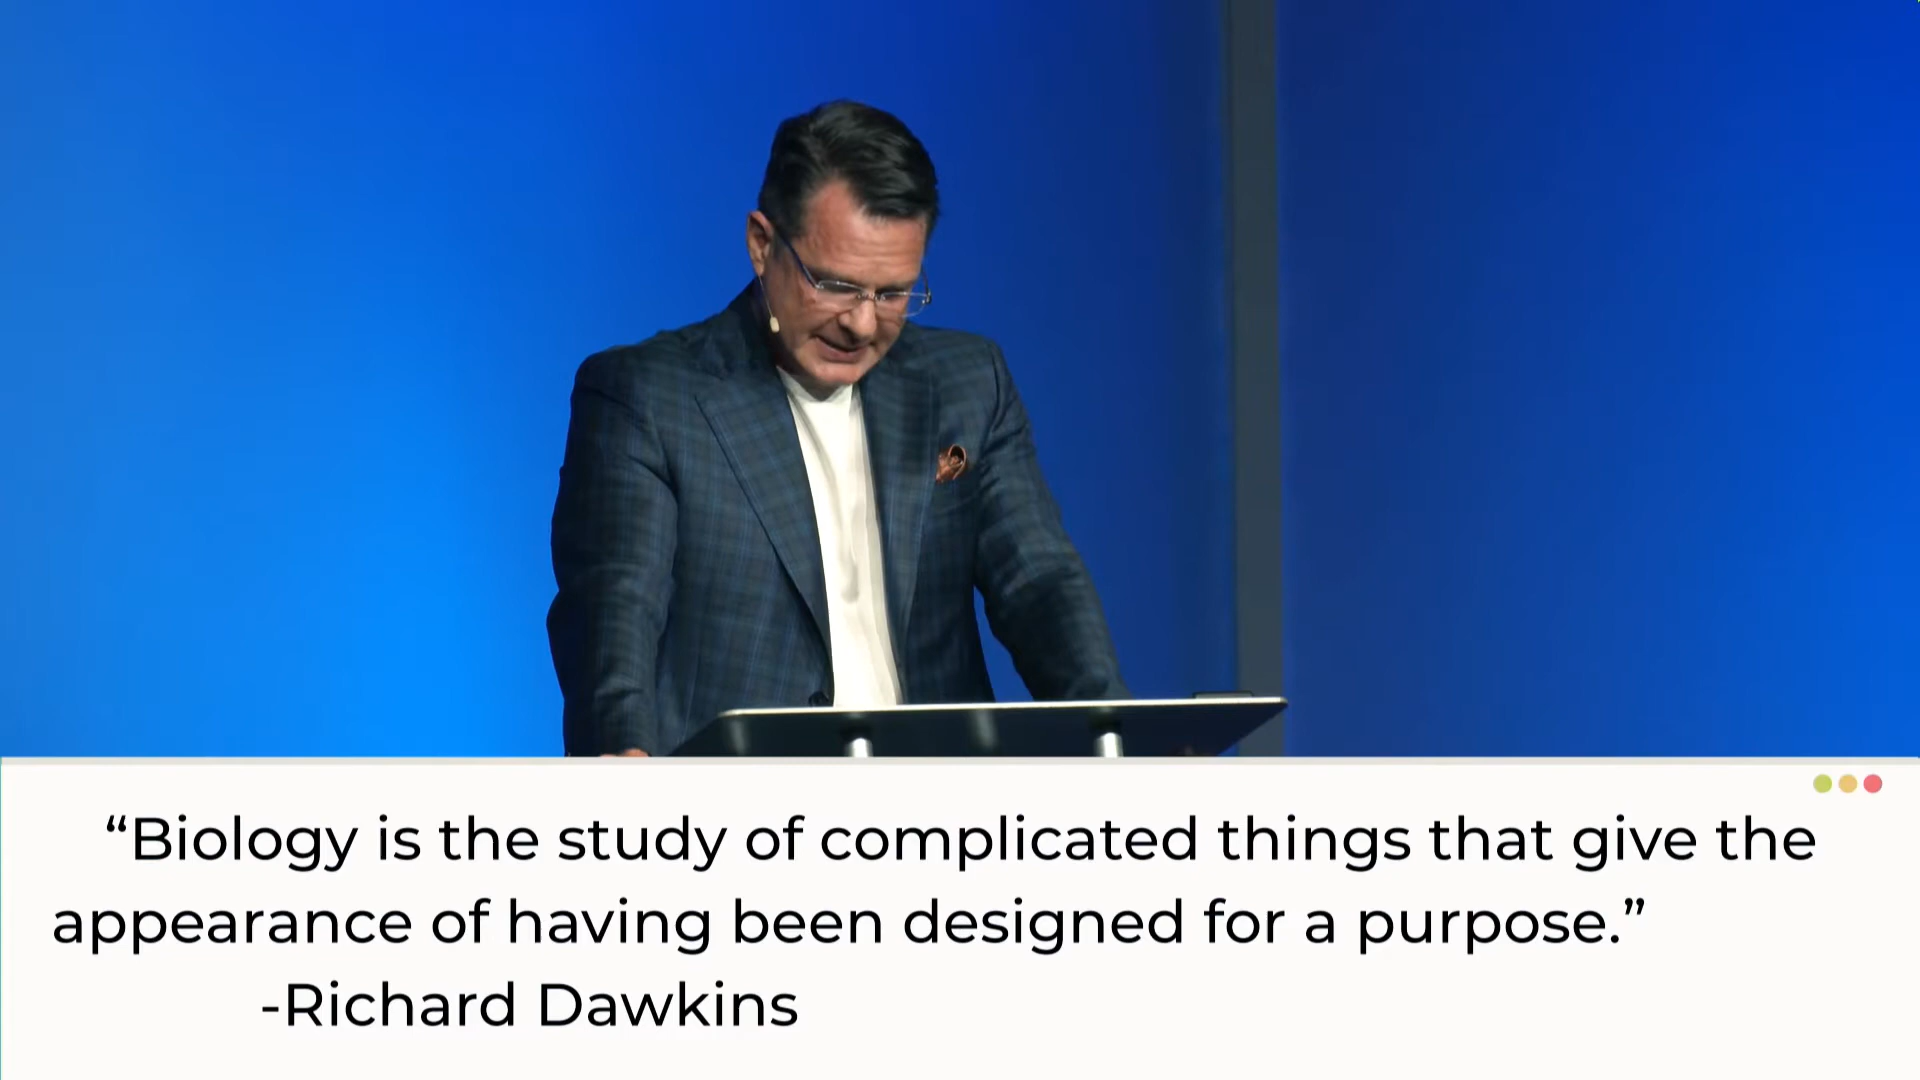 “Biology is the study of complicated things that give the
appearance of having been designed for a purpose.”
-Richard Dawkins